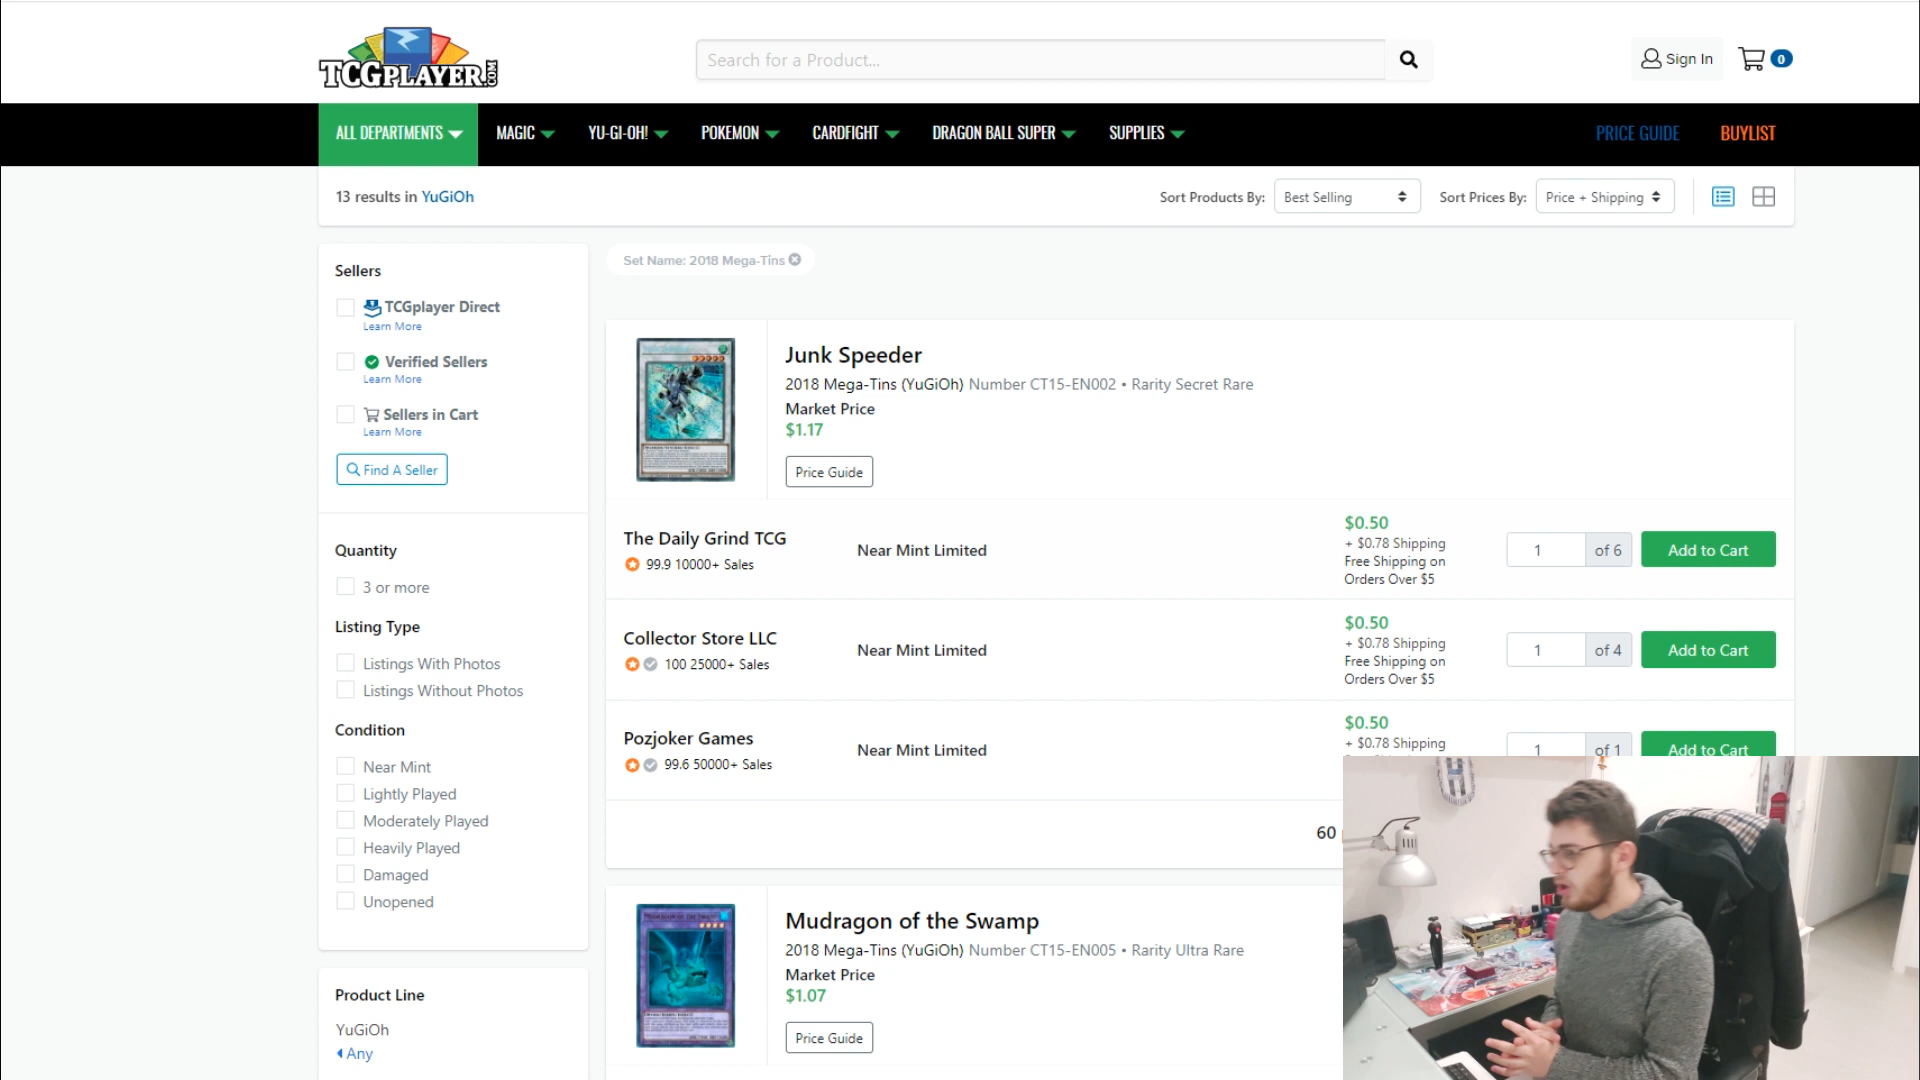 TCGPLAYER.COM
Search for a Product...
Sign In
0
ALL DEPARTMENTS
MAGIC
YU-GI-OH!
POKEMON
CARDFIGHT
DRAGON BALL SUPER
SUPPLIES
PRICE GUIDE
BUYLIST
13 results in YuGiOh
Sort Products By:
Best Selling
Sort Prices By:
Price + Shipping
Sellers
TCGplayer Direct
Learn More
Verified Sellers
Learn More
Sellers in Cart
Learn More
Find A Seller
Quantity
3 or more
Listing Type
Listings With Photos
Listings Without Photos
Condition
Near Mint
Lightly Played
Moderately Played
Heavily Played
Damaged
Unopened
Product Line
YuGiOh
Any
Set Name: 2018 Mega-Tins
Junk Speeder
2018 Mega-Tins (YuGiOh) Number CT15-EN002 • Rarity Secret Rare
Market Price
$1.17
Price Guide
The Daily Grind TCG
99.9 10000+ Sales
Near Mint Limited
$0.50
+ $0.78 Shipping
Free Shipping on
Orders Over $5
1
of 6
Add to Cart
Collector Store LLC
100 25000+ Sales
Near Mint Limited
$0.50
+ $0.78 Shipping
Free Shipping on
Orders Over $5
1
of 4
Add to Cart
Pozjoker Games
99.6 50000+ Sales
Near Mint Limited
$0.50
+ $0.78 Shipping
1
of 1
Add to Cart
60
MUDRAGON OF THE SWAMP
Mudragon of the Swamp
2018 Mega-Tins (YuGiOh) Number CT15-EN005 • Rarity Ultra Rare
Market Price
$1.07
Price Guide